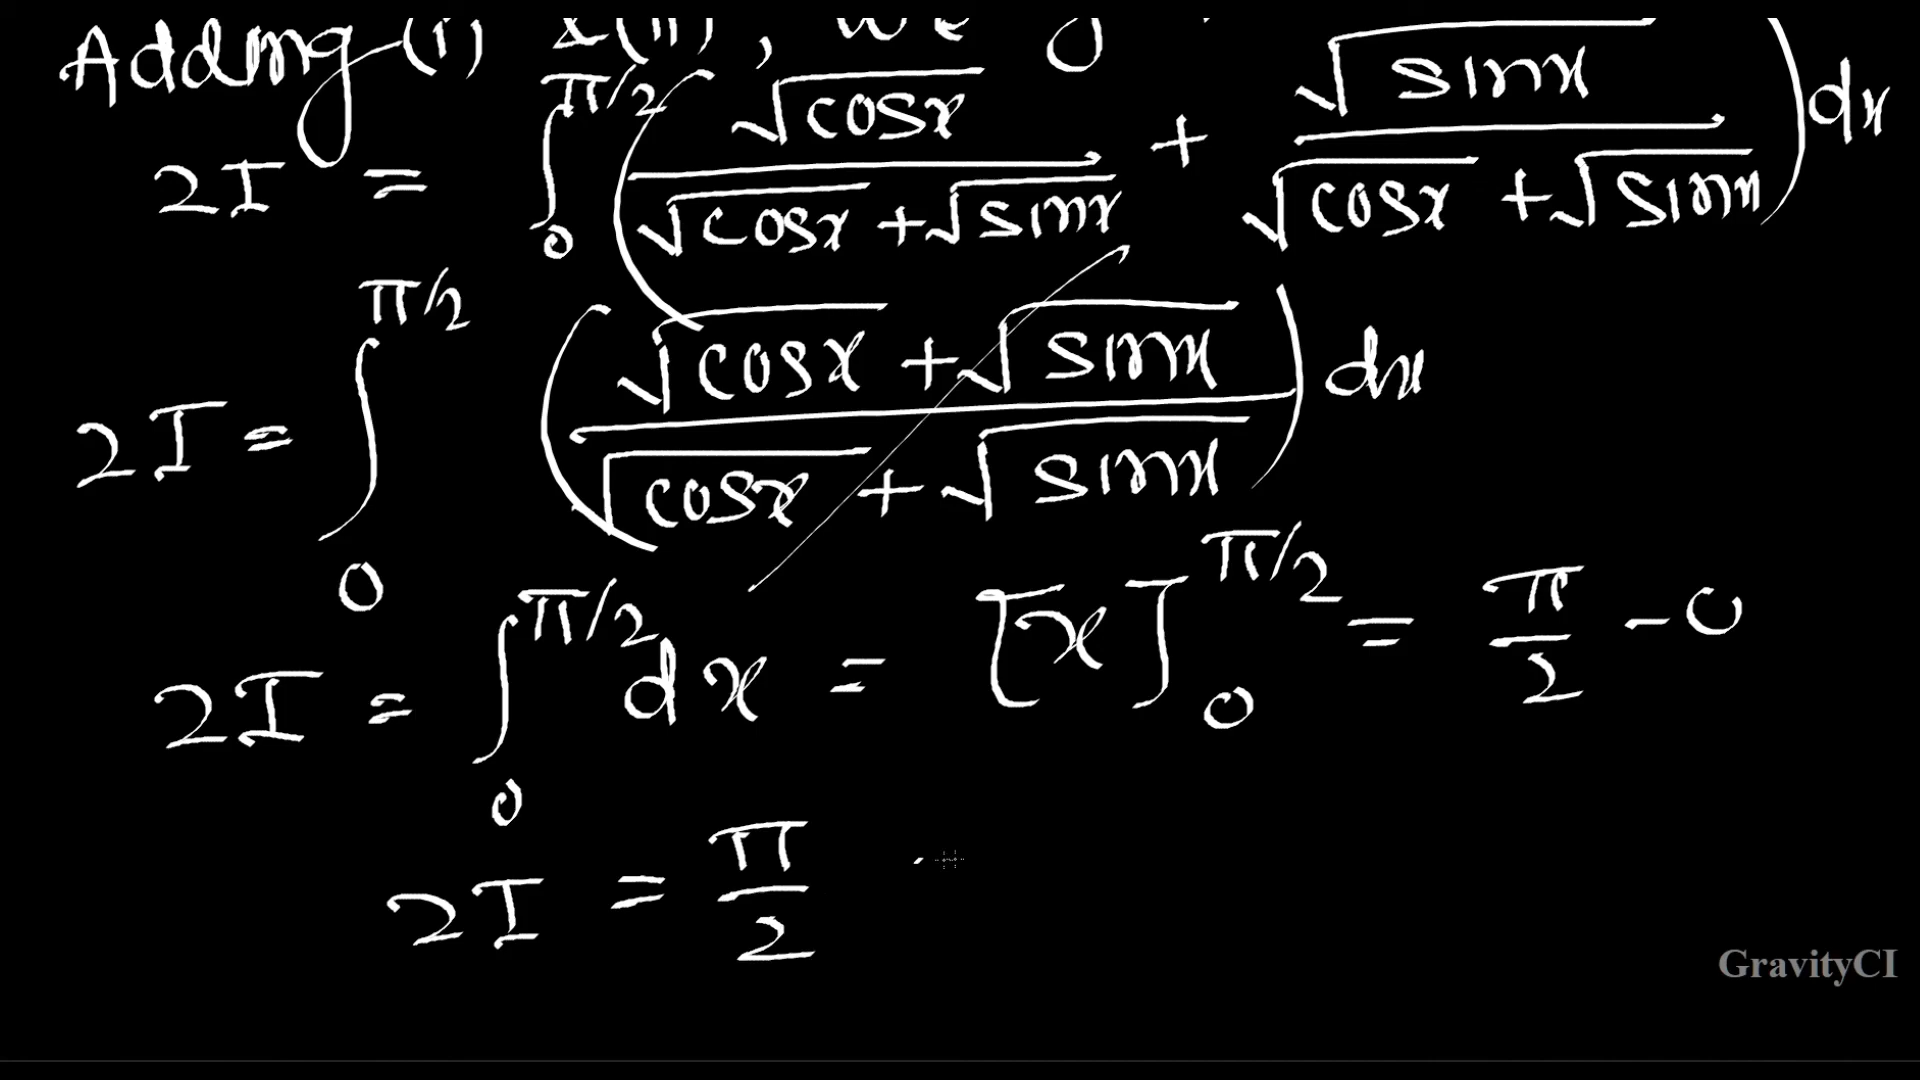 Adding (i) & (ii), we
2I = ∫₀^{π/2} (√cosx / (√cosx + √sinx) + √sinx / (√cosx + √sinx)) dx
2I = ∫₀^{π/2} ((√cosx + √sinx) / (√cosx + √sinx)) dx
2I = ∫₀^{π/2} dx = [x]₀^{π/2} = π/2 - 0
2I = π/2
GravityCI